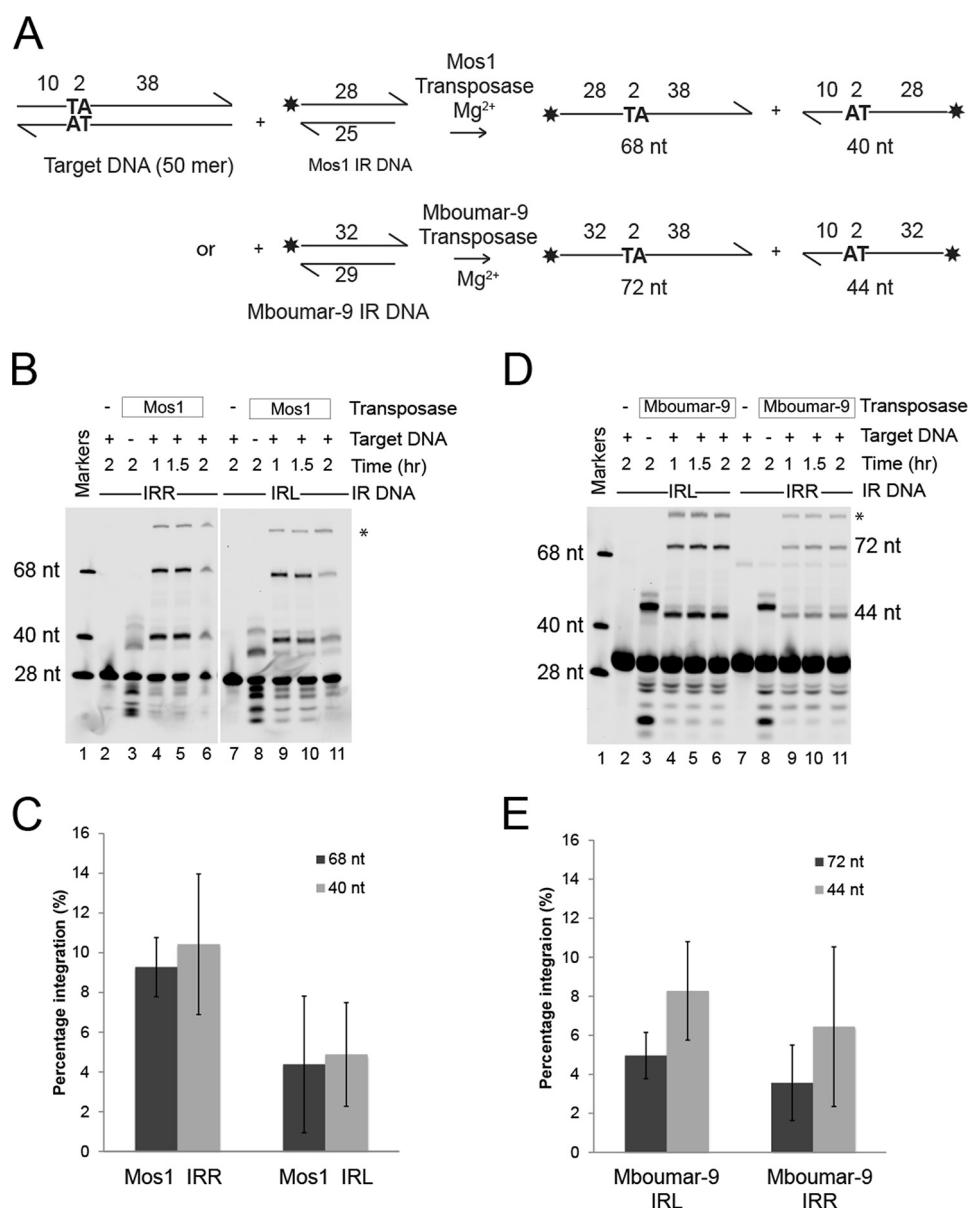 A
10 2 38
TA
AT
Target DNA (50 mer)
+
28
25
Mos1 IR DNA
Mos1
Transposase
Mg2+
28 2 38
TA
68 nt
+
10 2 28
AT
40 nt
or +
32
29
Mboumar-9 IR DNA
Mboumar-9
Transposase
Mg2+
32 2 38
TA
72 nt
+
10 2 32
AT
44 nt
B
- Mos1 - Mos1 Transposase
+ - + + + + - + + + Target DNA
2 2 1 1.5 2 2 2 1 1.5 2 Time (hr)
Markers
IRR IRL IR DNA
*
68 nt
40 nt
28 nt
1 2 3 4 5 6 7 8 9 10 11
D
- Mboumar-9 - Mboumar-9 Transposase
+ - + + + + - + + + Target DNA
2 2 1 1.5 2 2 2 1 1.5 2 Time (hr)
Markers
IRL IRR IR DNA
*
68 nt 72 nt
40 nt 44 nt
28 nt
1 2 3 4 5 6 7 8 9 10 11
C
Percentage integration (%)
16
14
12
10
8
6
4
2
0
68 nt
40 nt
Mos1 IRR Mos1 IRL
E
Percentage integraion (%)
16
14
12
10
8
6
4
2
0
72 nt
44 nt
Mboumar-9
IRL
Mboumar-9
IRR